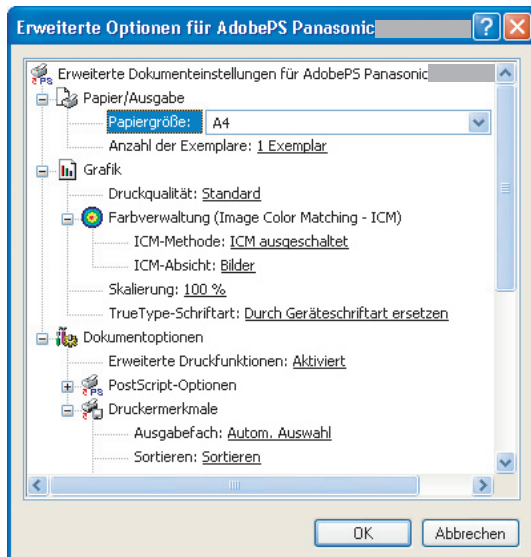 Erweiterte Optionen für AdobePS Panasonic
Erweiterte Dokumenteinstellungen für AdobePS Panasonic
Papier/Ausgabe
Papiergröße: A4
Anzahl der Exemplare: 1 Exemplar
Grafik
Druckqualität: Standard
Farbverwaltung (Image Color Matching - ICM)
ICM-Methode: ICM ausgeschaltet
ICM-Absicht: Bilder
Skalierung: 100 %
TrueType-Schriftart: Durch Geräteschriftart ersetzen
Dokumentoptionen
Erweiterte Druckfunktionen: Aktiviert
PostScript-Optionen
Druckermerkmale
Ausgabefach: Autom. Auswahl
Sortieren: Sortieren
OK Abbrechen